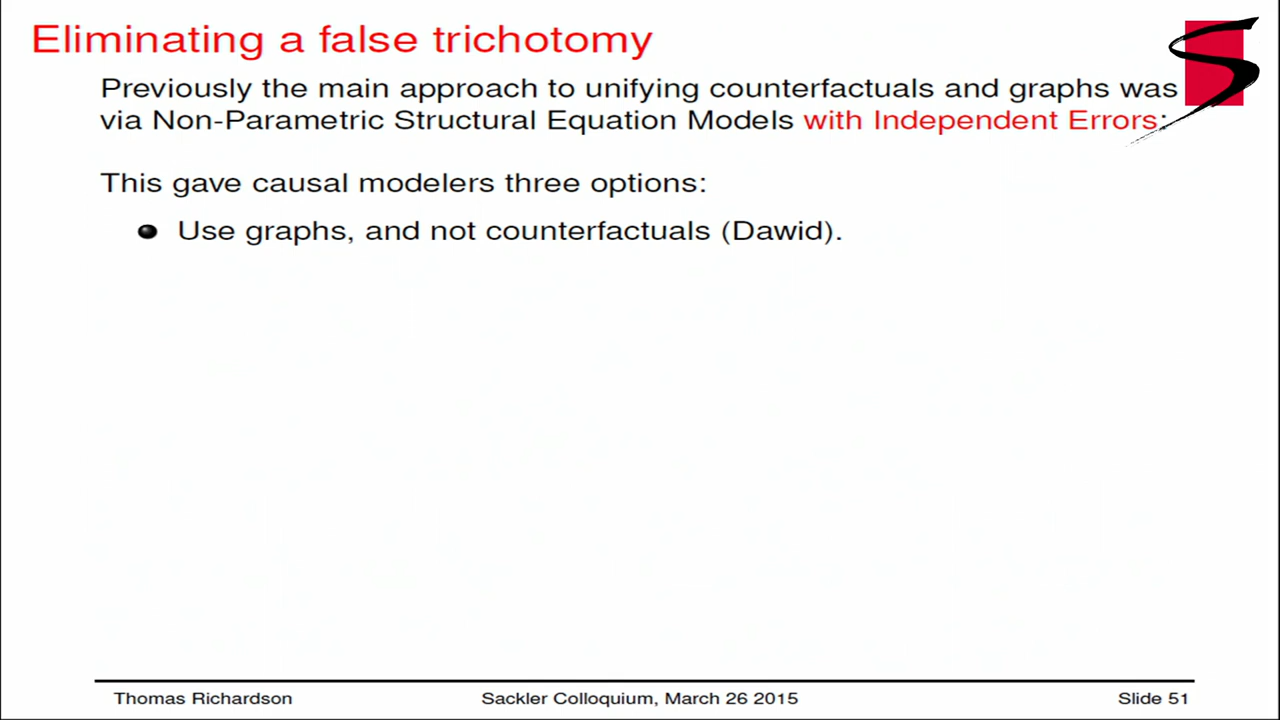 Eliminating a false trichotomy
Previously the main approach to unifying counterfactuals and graphs was
via Non-Parametric Structural Equation Models with Independent Errors:
This gave causal modelers three options:
Use graphs, and not counterfactuals (Dawid).
Thomas Richardson Sackler Colloquium, March 26 2015 Slide 51